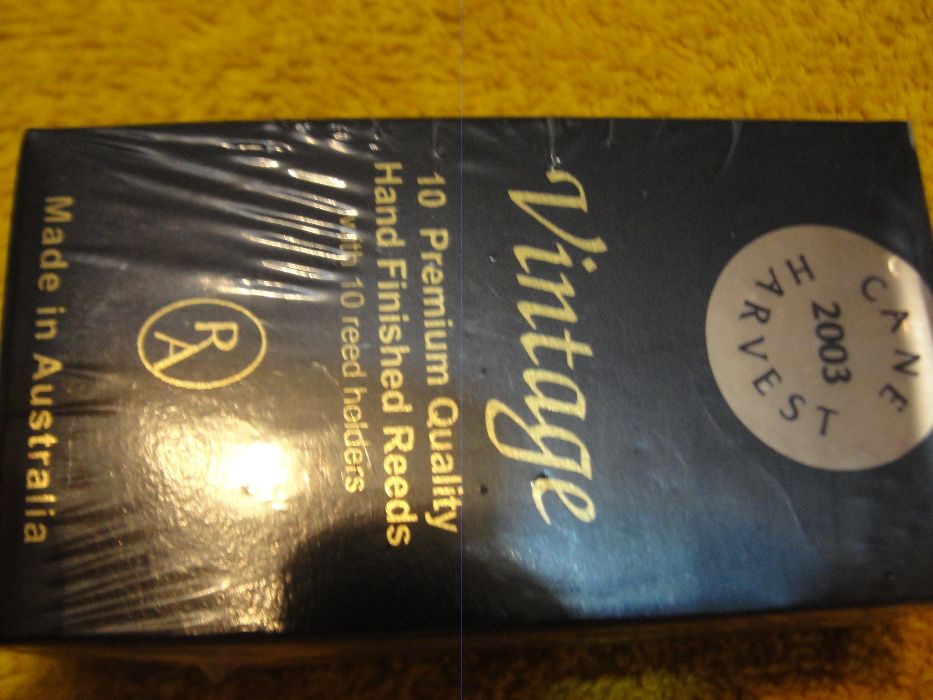 CANE
2003
HARVEST
Vintage
10 Premium Quality
Hand Finished Reeds
with 10 reed holders
RA
Made in Australia